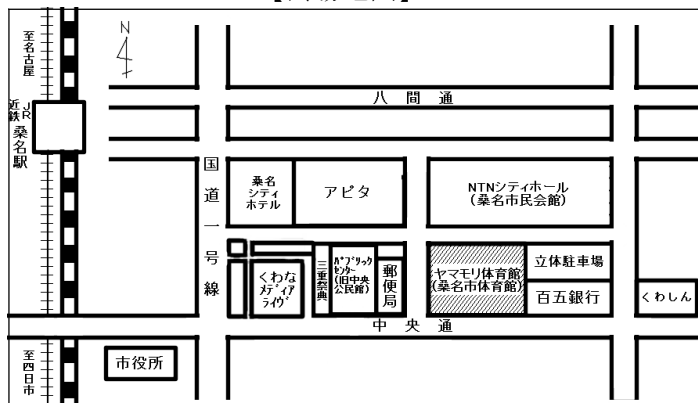 N
至名古屋
八間通
JR
近鉄
桑名駅
国道一号線
桑名
シティ
ホテル
アピタ
NTNシティホール
(桑名市民会館)
くわな
メディア
ライヴ
三重祭典
パブリック
センター
(旧中央
公民館)
郵便局
ヤマモリ体育館
(桑名市体育館)
立体駐車場
百五銀行
くわしん
中央通
至四日市
市役所